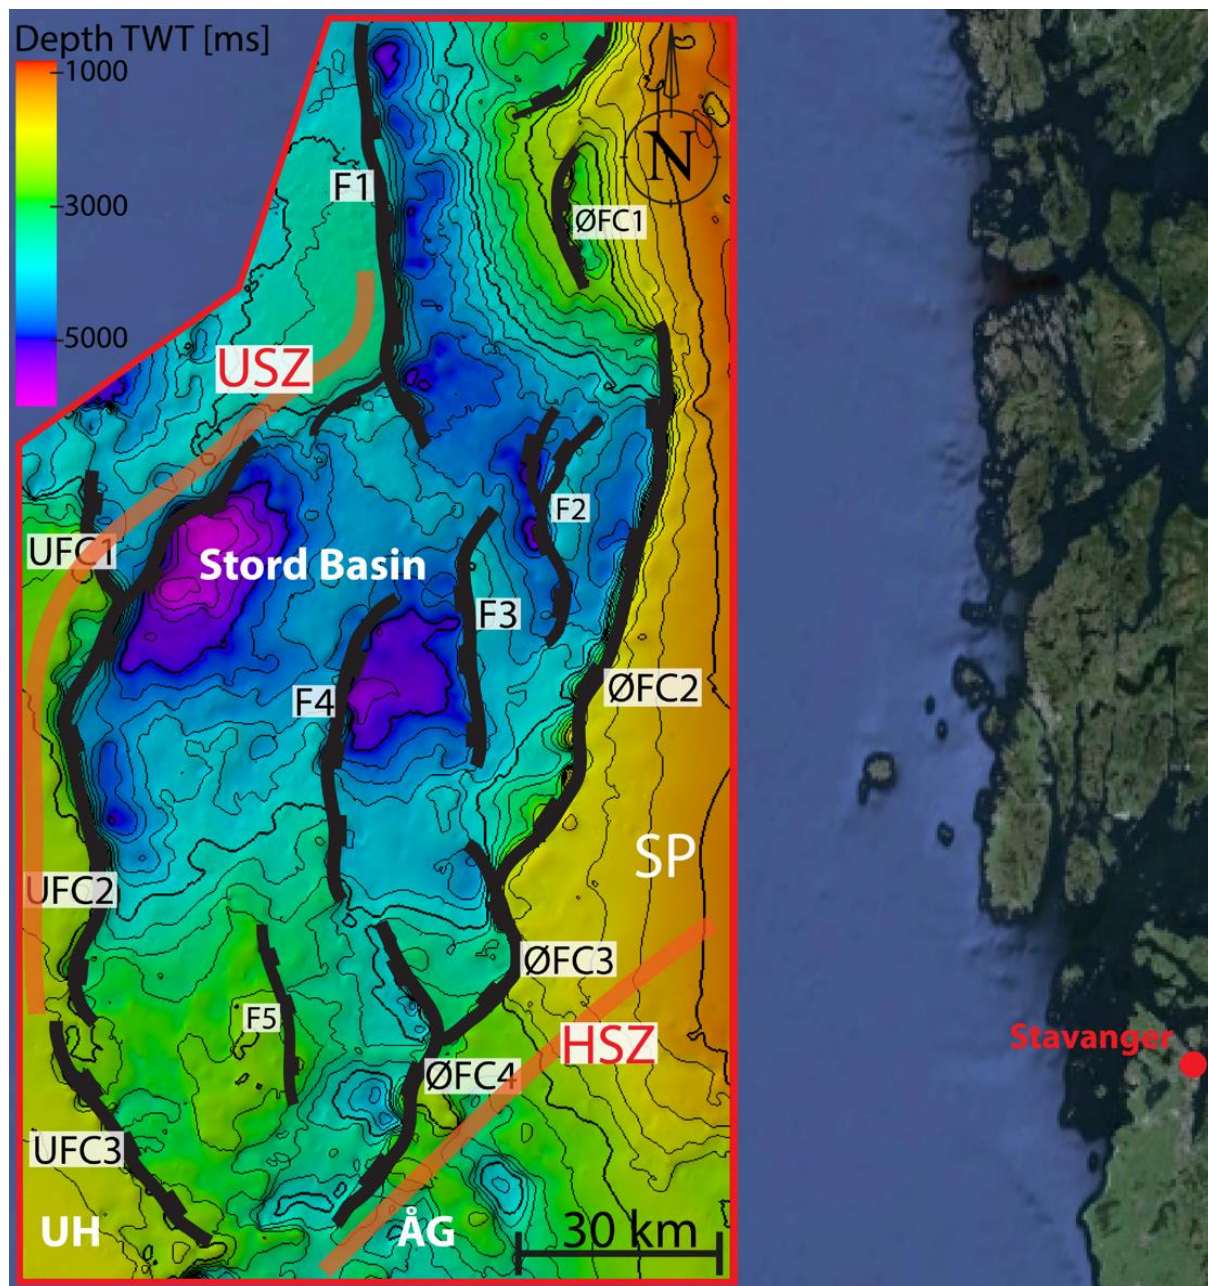 Depth TWT [ms]
1000
3000
5000
N
F1
ØFC1
USZ
UFC1
Stord Basin
F2
F3
F4
ØFC2
SP
UFC2
ØFC3
F5
HSZ
Stavanger
ØFC4
UFC3
UH
ÅG
30 km